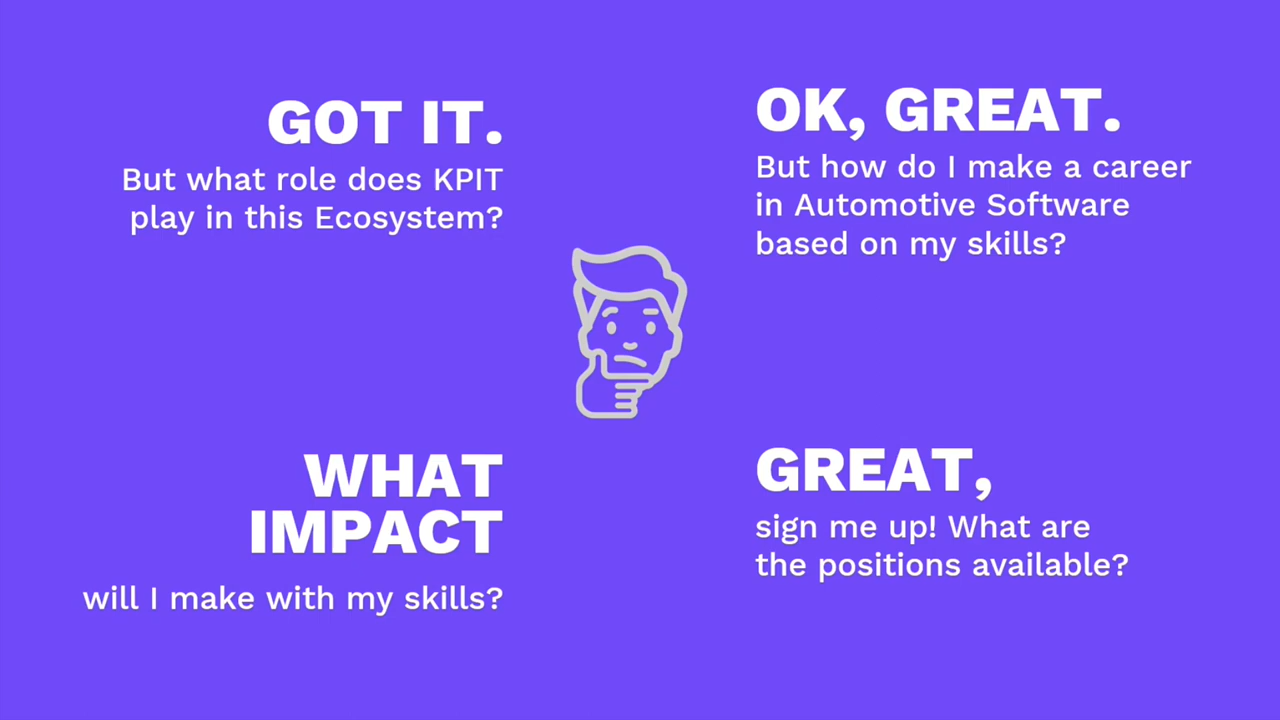 GOT IT.
But what role does KPIT
play in this Ecosystem?
OK, GREAT.
But how do I make a career
in Automotive Software
based on my skills?
WHAT
IMPACT
will I make with my skills?
GREAT,
sign me up! What are
the positions available?